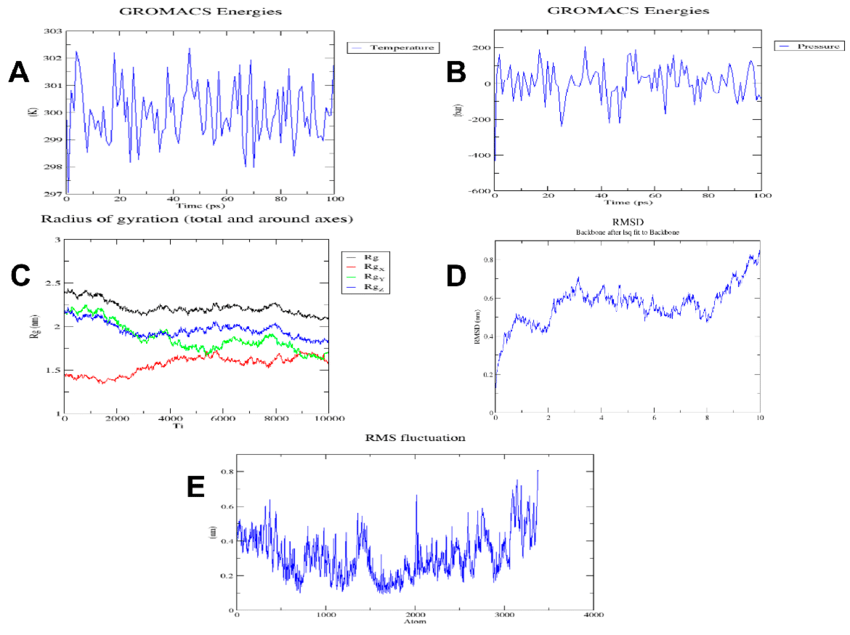 GROMACS Energies
A
303
302
301
300
299
298
297
(K)
0
20
40
60
80
100
Time (ps)
Temperature
GROMACS Energies
B
200
0
-200
-400
-600
(bar)
0
20
40
60
80
100
Time (ps)
Pressure
Radius of gyration (total and around axes)
C
3
2.5
2
1.5
1
Rg (nm)
0
2000
4000
6000
8000
10000
Ti
Rg
RgX
RgY
RgZ
RMSD
Backbone after lsq fit to Backbone
D
0.8
0.6
0.4
0.2
0
RMSD (nm)
0
2
4
6
8
10
RMS fluctuation
E
0.8
0.6
0.4
0.2
0
(nm)
0
1000
2000
3000
4000
Atom